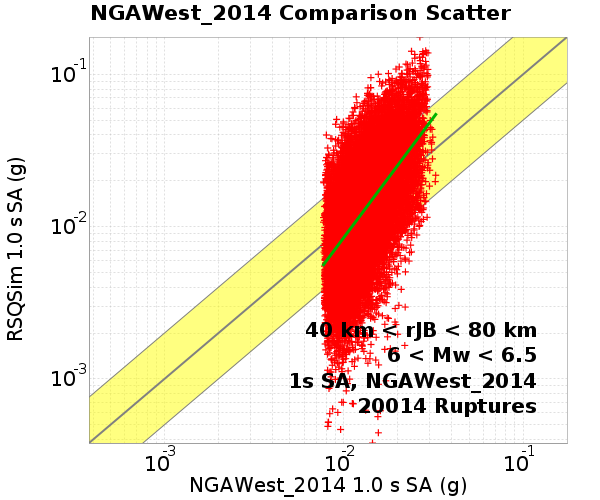 NGAWest_2014 Comparison Scatter
RSQSim 1.0 s SA (g)
10-1
10-2
10-3
40 km < rJB < 80 km
6 < Mw < 6.5
1s SA, NGAWest_2014
20014 Ruptures
10-3 10-2 10-1
NGAWest_2014 1.0 s SA (g)